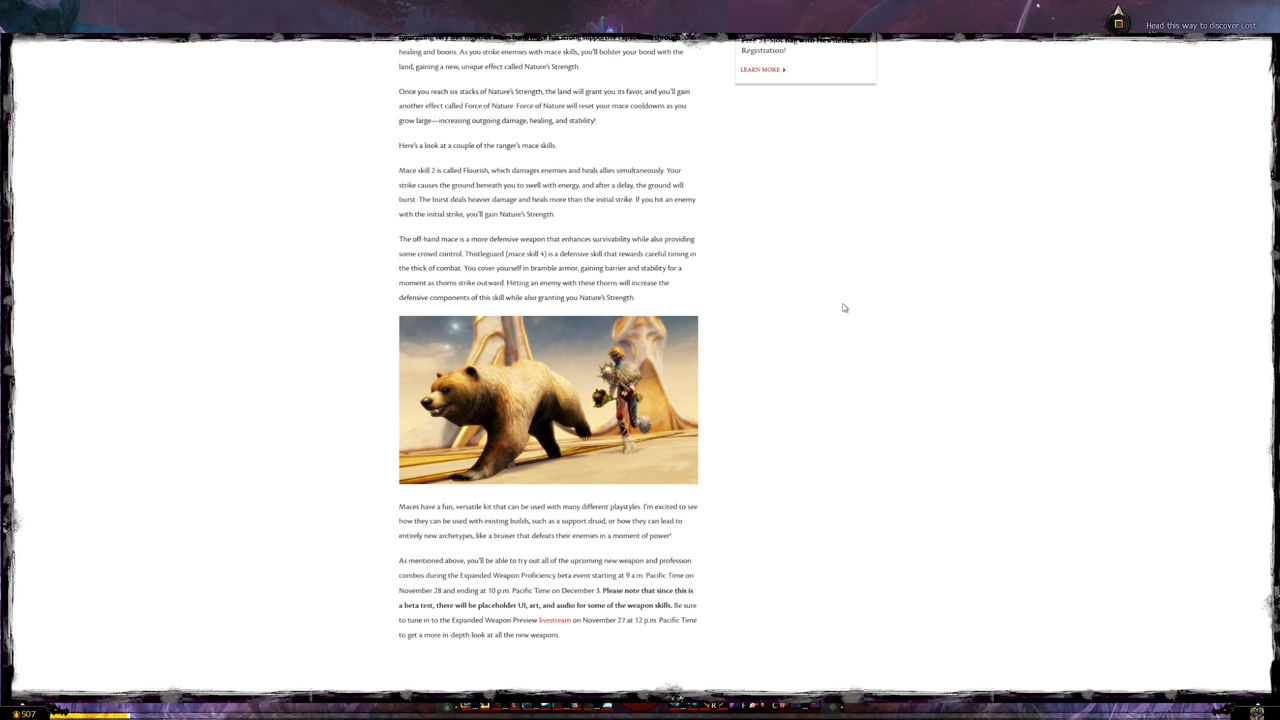 Head this way to discover Lost
Registration!
LEARN MORE
healing and boons. As you strike enemies with mace skills, you'll bolster your bond with the
land, gaining a new, unique effect called Nature's Strength.
Once you reach six stacks of Nature's Strength, the land will grant you its favor, and you'll gain
another effect called Force of Nature. Force of Nature will reset your mace cooldowns as you
grow large—increasing outgoing damage, healing, and stability!
Here's a look at a couple of the ranger's mace skills:
Mace skill 2 is called Flourish, which damages enemies and heals allies simultaneously. Your
strike causes the ground beneath you to swell with energy, and after a delay, the ground will
burst. The burst deals heavier damage and heals more than the initial strike. If you hit an enemy
with the initial strike, you'll gain Nature's Strength.
The off-hand mace is a more defensive weapon that enhances survivability while also providing
some crowd control. Thistleguard (mace skill 4) is a defensive skill that rewards careful timing in
the thick of combat. You cover yourself in bramble armor, gaining barrier and stability for a
moment as thorns strike outward. Hitting an enemy with these thorns will increase the
defensive components of this skill while also granting you Nature's Strength.
Maces have a fun, versatile kit that can be used with many different playstyles. I'm excited to see
how they can be used with existing builds, such as a support druid, or how they can lead to
entirely new archetypes, like a bruiser that defeats their enemies in a moment of power!
As mentioned above, you'll be able to try out all of the upcoming new weapon and profession
combos during the Expanded Weapon Proficiency beta event starting at 9 a.m. Pacific Time on
November 28 and ending at 10 p.m. Pacific Time on December 3. Please note that since this is
a beta test, there will be placeholder UI, art, and audio for some of the weapon skills. Be sure
to tune in to the Expanded Weapon Preview livestream on November 27 at 12 p.m. Pacific Time
to get a more in-depth look at all the new weapons.
507